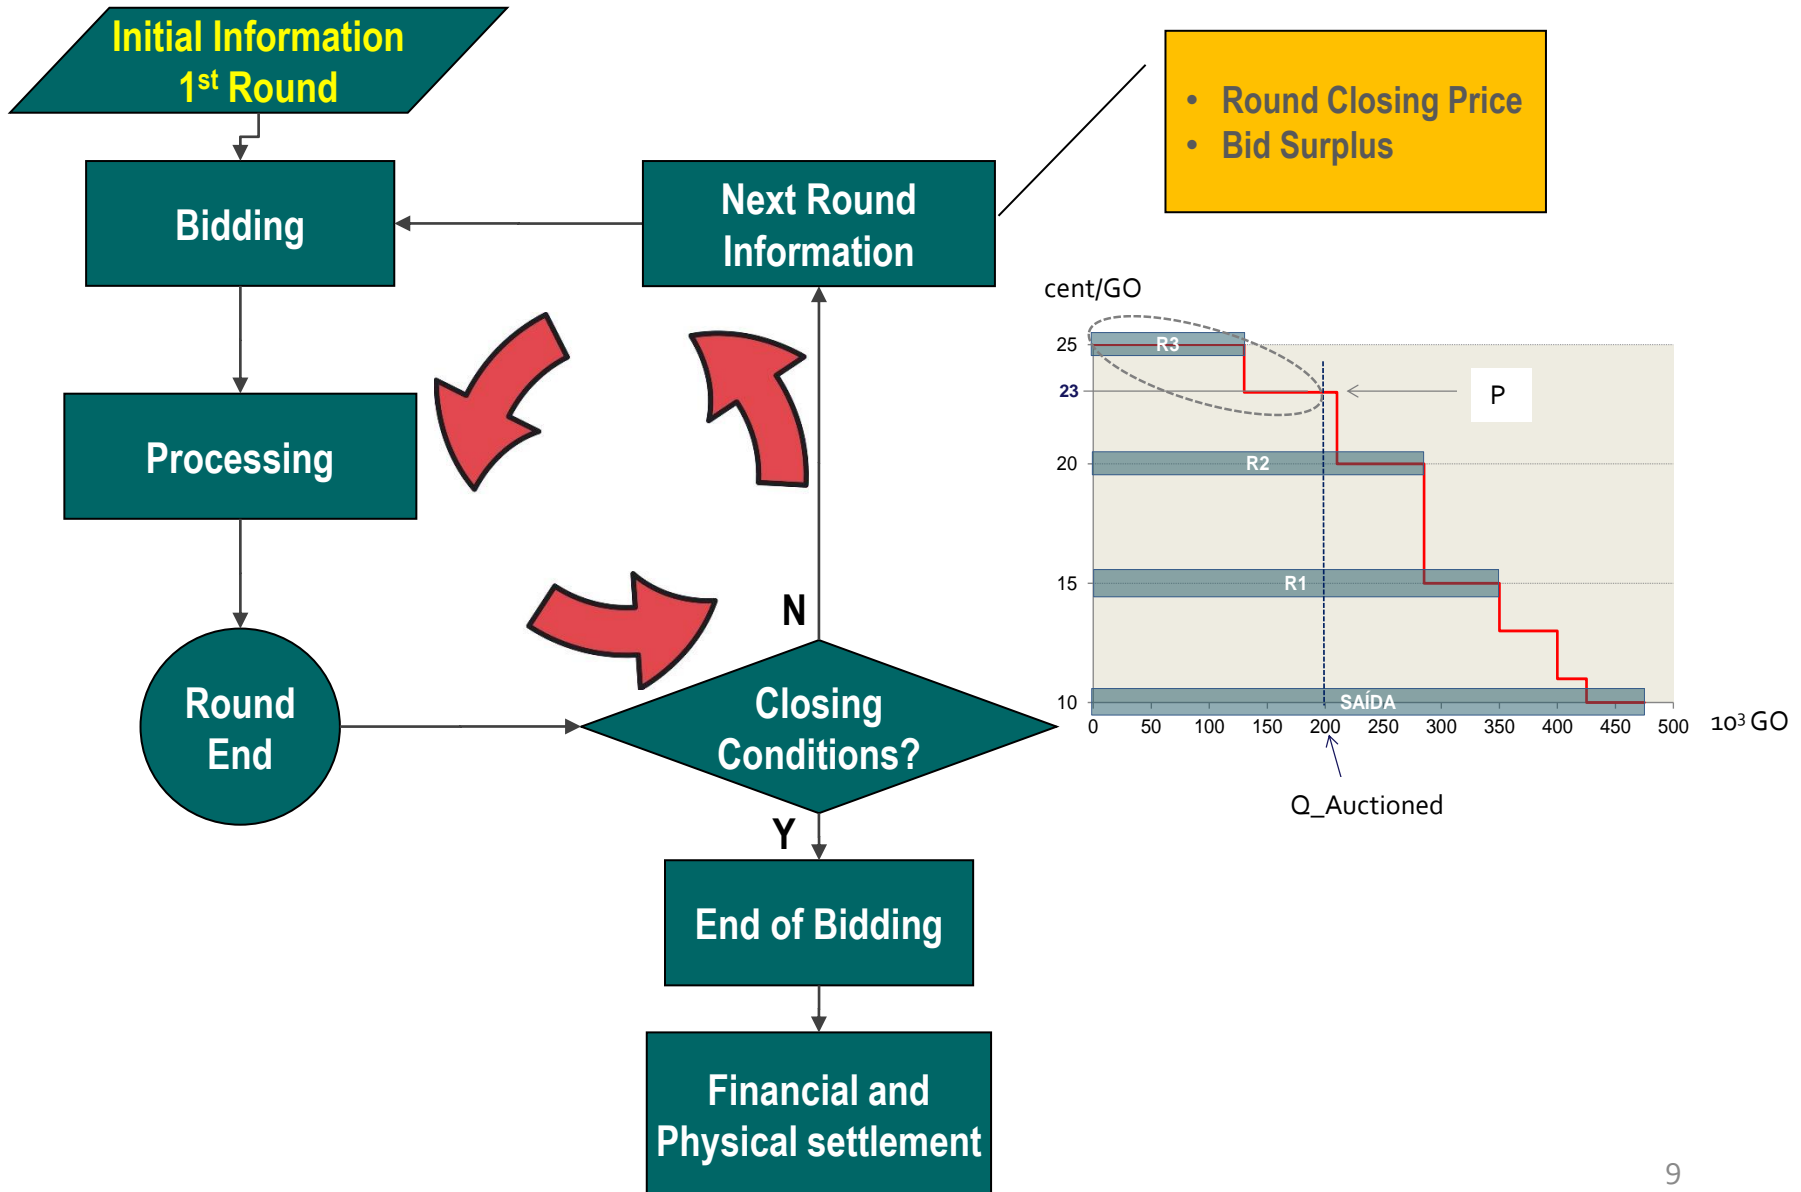 Initial Information
1st Round
• Round Closing Price
• Bid Surplus
Bidding
Next Round
Information
Processing
Round
End
N
Closing
Conditions?
Y
End of Bidding
Financial and
Physical settlement
cent/GO
25
R3
23
P
20
R2
15
R1
10
SAÍDA
0 50 100 150 200 250 300 350 400 450 500
10³ GO
Q_Auctioned
9